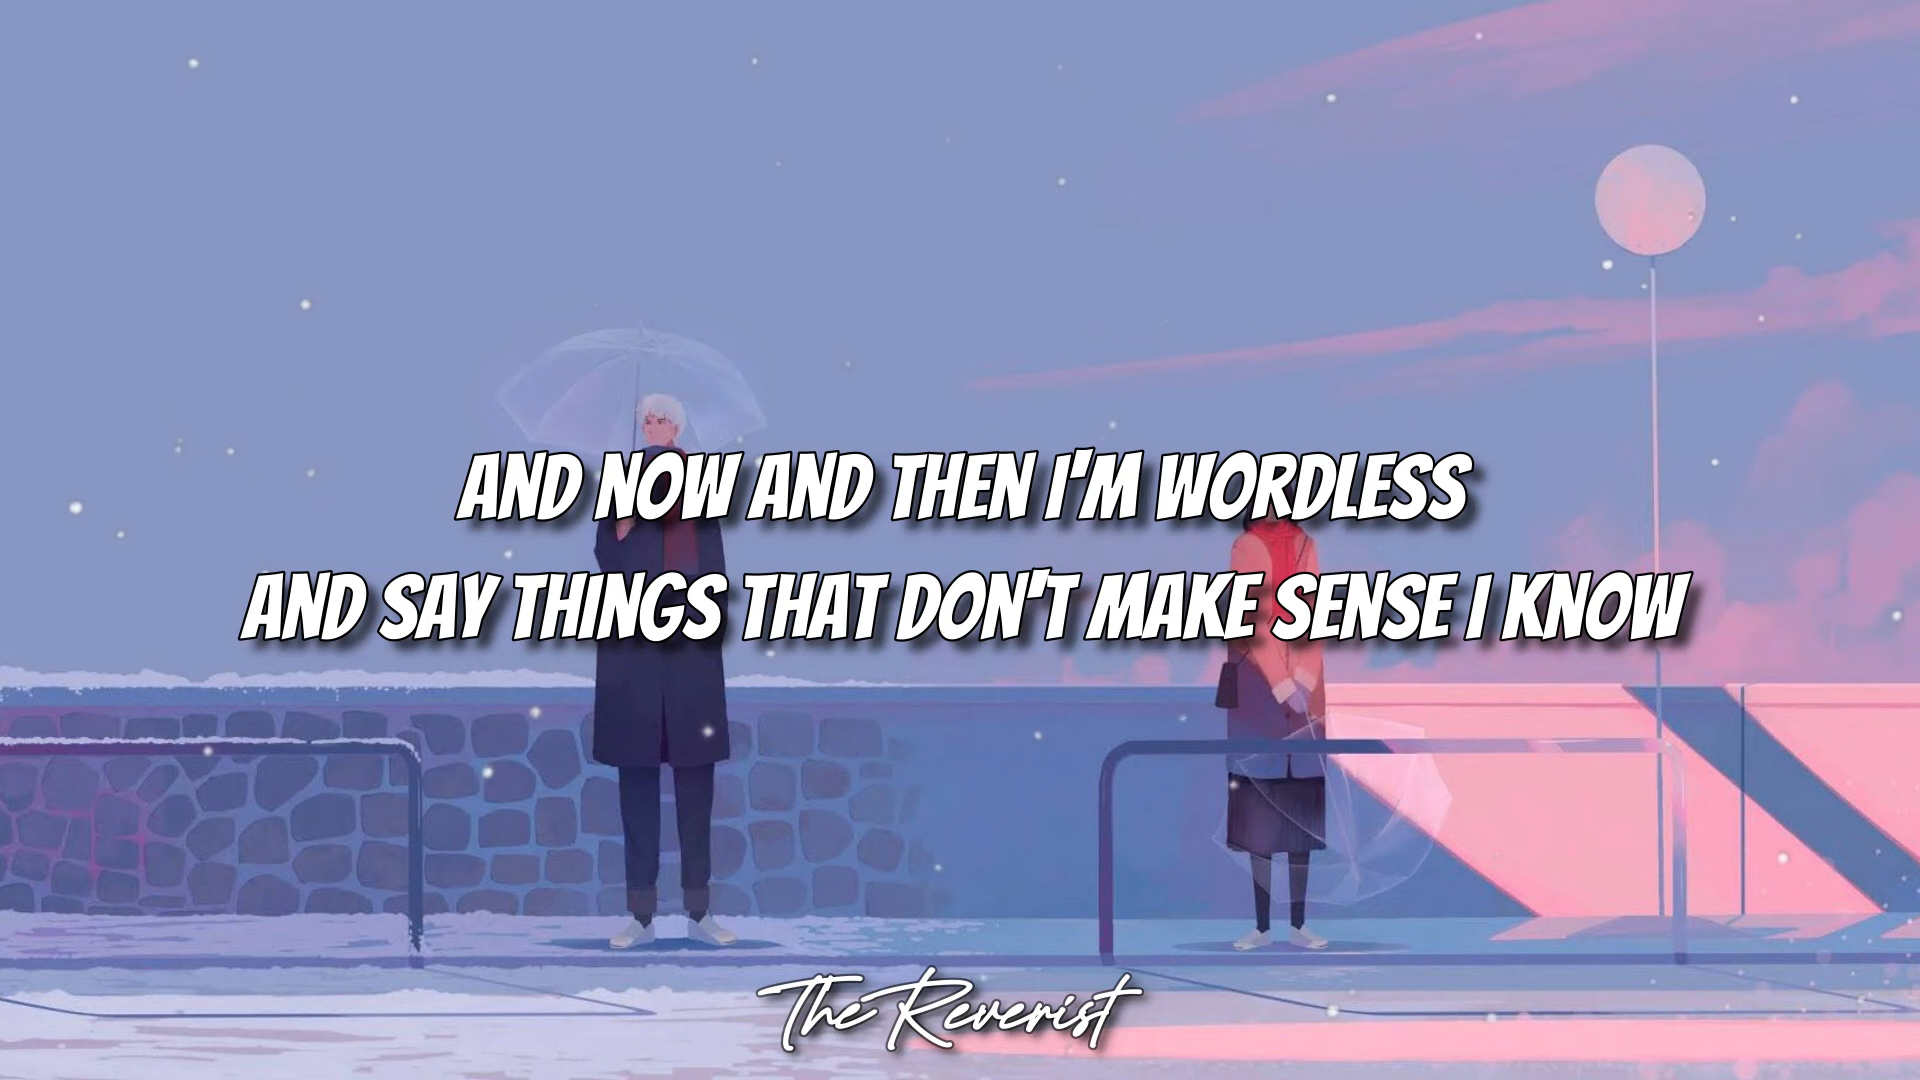 AND NOW AND THEN I'M WORDLESS
AND SAY THINGS THAT DON'T MAKE SENSE I KNOW
The Reverist